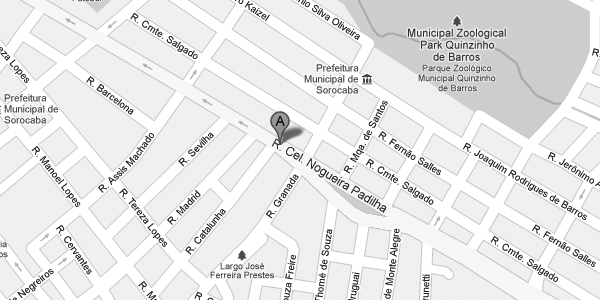 Kaizel
R. Cmte. Salgado
Silva Oliveira
Municipal Zoological
Park Quinzinho
de Barros
Parque Zoológico
Municipal Quinzinho
de Barros
Prefeitura
Municipal de
Sorocaba
Tereza Lopes
R. Barcelona
Prefeitura
Municipal de
Sorocaba
A
R. Assis Machado
R. Sevilha
R. Mqa. de Santos
R. Fernão Salles
R. Joaquim Rodrigues de Barros
R. Jerônimo A
R. Cel. Nogueira Padilha
R. Cmte. Salgado
R. Manoel Lopes
R. Tereza Lopes
R. Madrid
R. Catalunha
R. Granada
R. Cervantes
Negreiros
Largo José
Ferreira Prestes
Souza Freire
Thomé de Souza
Uruguai
de Monte Alegre
netti
R. Cmte. Salgado
R. Fernão Salles